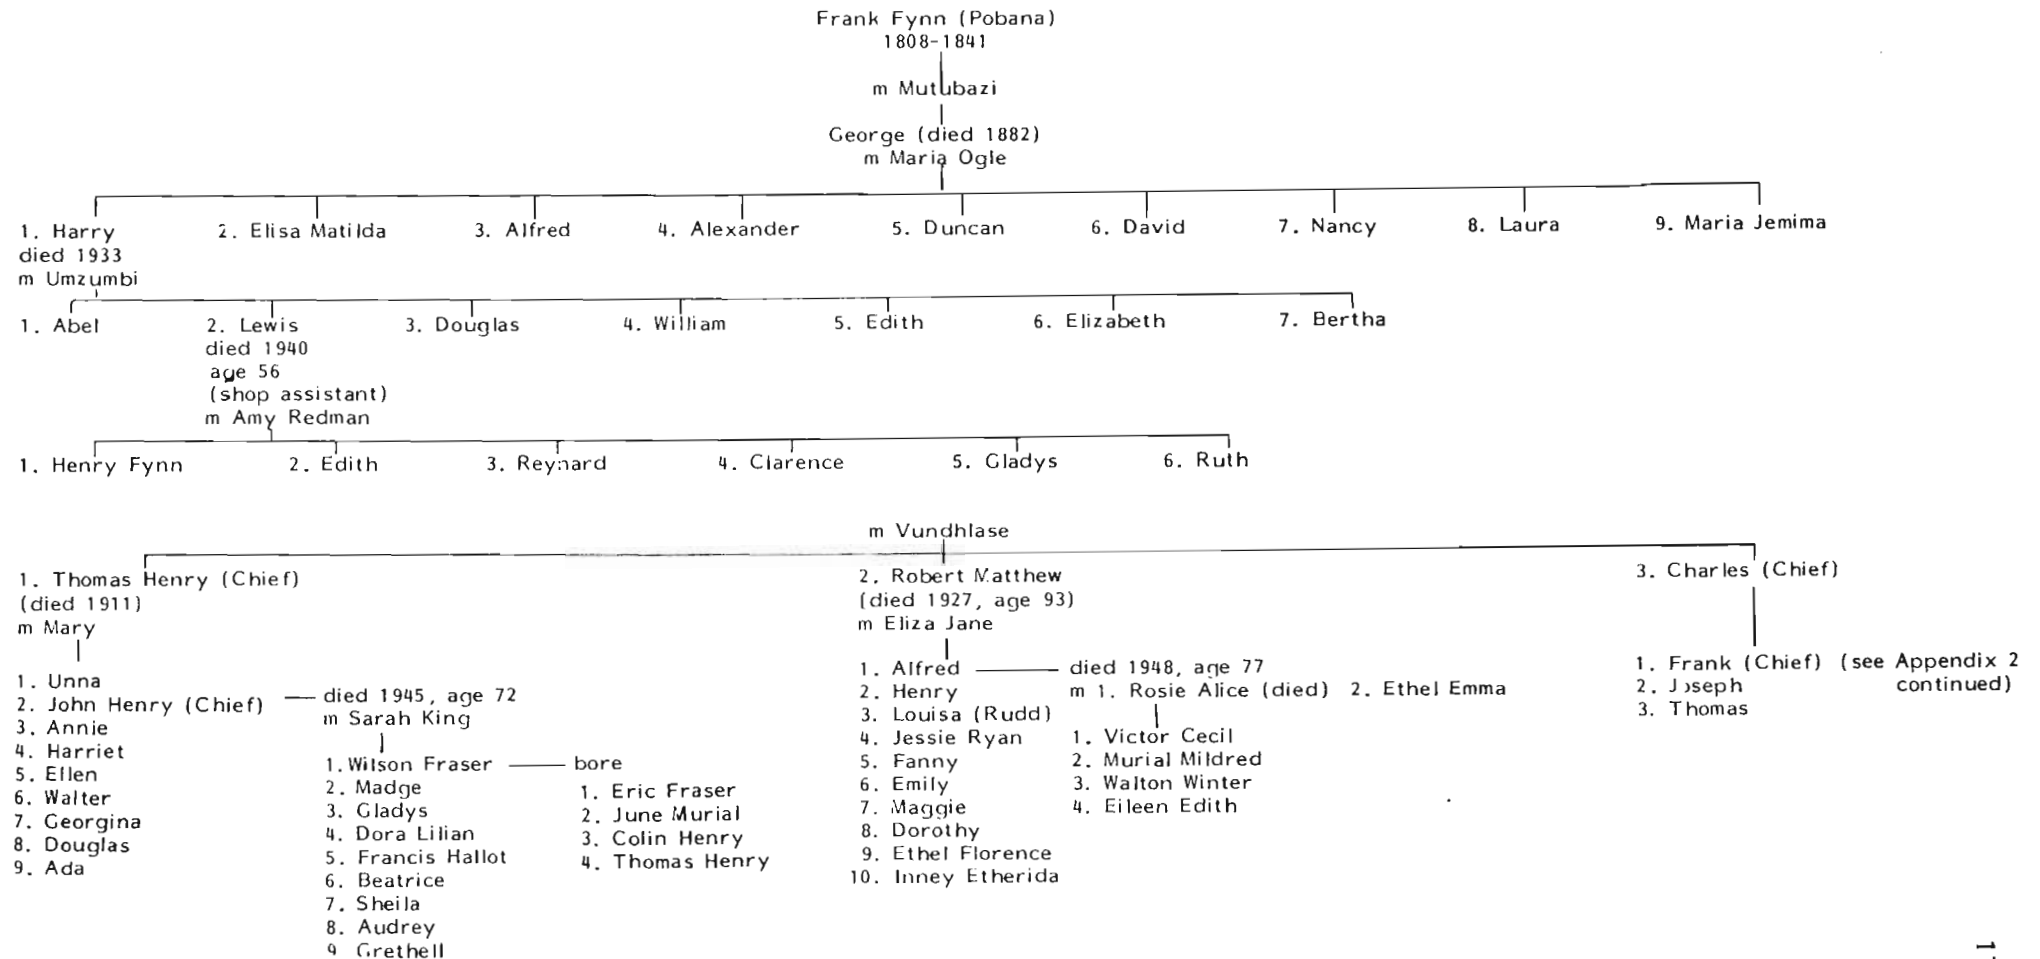 Frank Fynn (Pobana)
1808-1841
m Mutubazi
George (died 1882)
m Maria Ogle
1. Harry
died 1933
m Umzumbi
2. Elisa Matilda
3. Alfred
4. Alexander
5. Duncan
6. David
7. Nancy
8. Laura
9. Maria Jemima
1. Abel
2. Lewis
died 1940
age 56
(shop assistant)
m Amy Redman
3. Douglas
4. William
5. Edith
6. Elizabeth
7. Bertha
1. Henry Fynn
2. Edith
3. Reynard
4. Clarence
5. Gladys
6. Ruth
m Vundhlase
1. Thomas Henry (Chief)
(died 1911)
m Mary
1. Unna
2. John Henry (Chief)
3. Annie
4. Harriet
5. Ellen
6. Walter
7. Georgina
8. Douglas
9. Ada
died 1945, age 72
m Sarah King
1. Wilson Fraser
2. Madge
3. Gladys
4. Dora Lilian
5. Francis Hallot
6. Beatrice
7. Sheila
8. Audrey
9 Grethell
bore
1. Eric Fraser
2. June Murial
3. Colin Henry
4. Thomas Henry
2. Robert Matthew
(died 1927, age 93)
m Eliza Jane
1. Alfred
2. Henry
3. Louisa (Rudd)
4. Jessie Ryan
5. Fanny
6. Emily
7. Maggie
8. Dorothy
9. Ethel Florence
10. Inney Etherida
died 1948, age 77
m 1. Rosie Alice (died) 2. Ethel Emma
1. Victor Cecil
2. Murial Mildred
3. Walton Winter
4. Eileen Edith
3. Charles (Chief)
1. Frank (Chief) (see Appendix 2
continued)
2. Joseph
3. Thomas